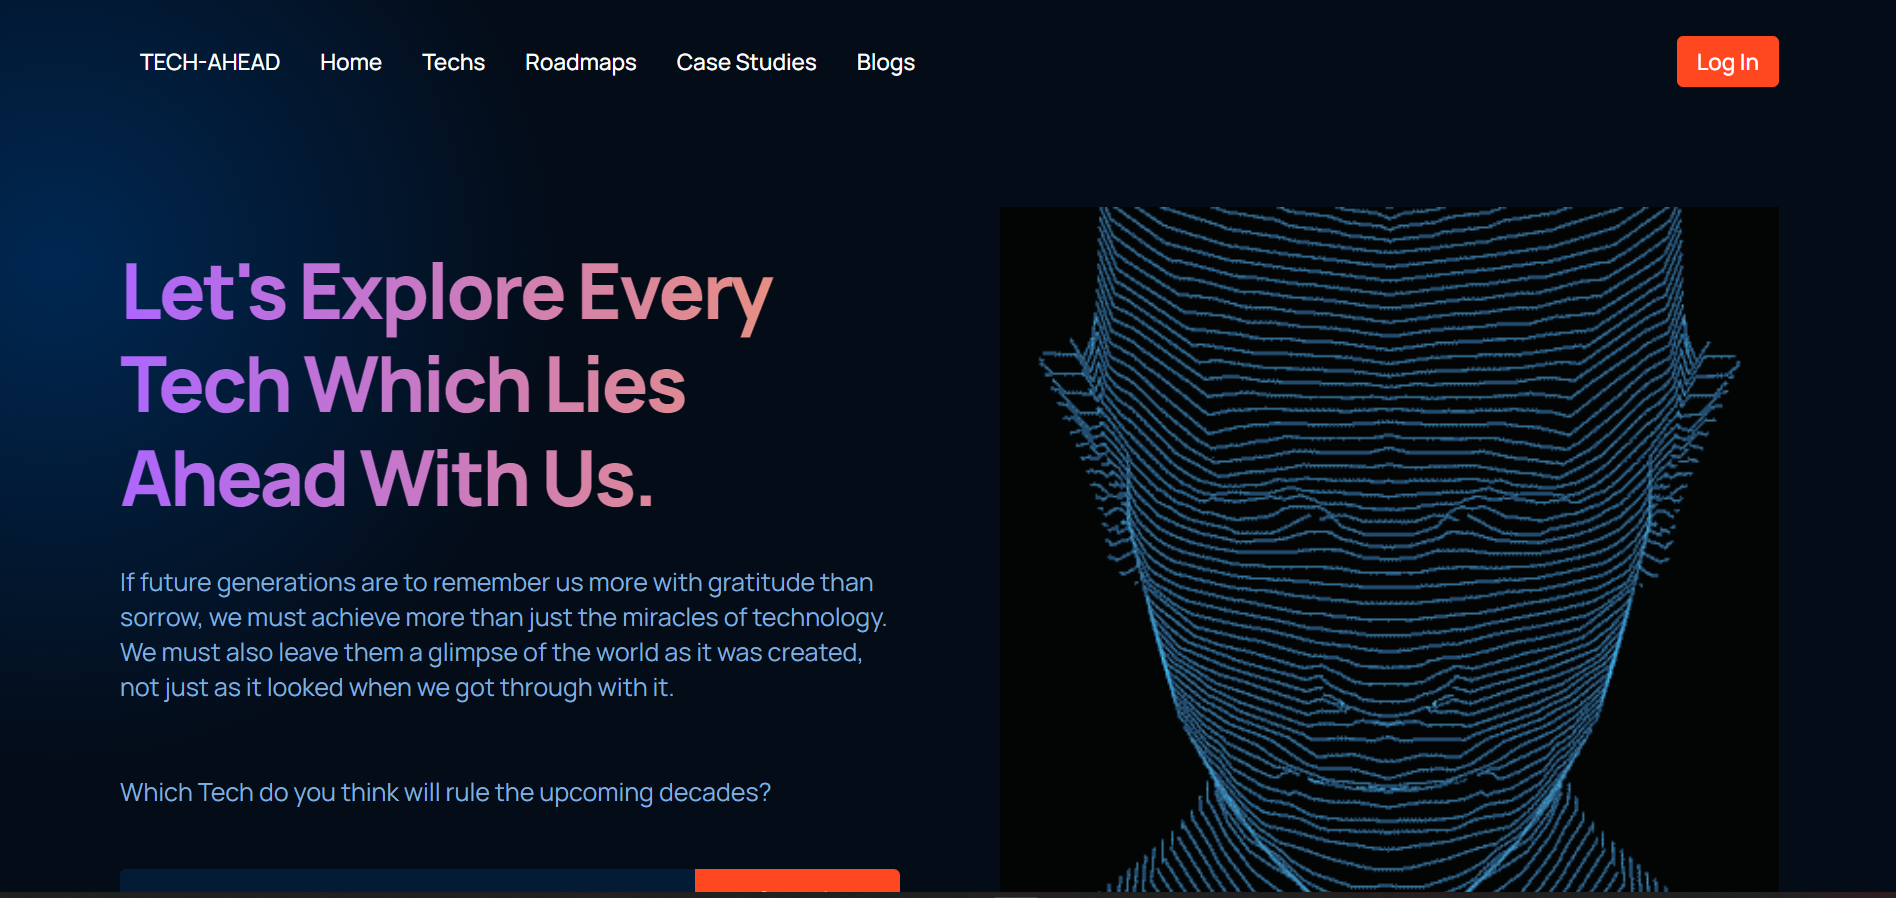 TECH-AHEAD Home Techs Roadmaps Case Studies Blogs Log In
Let's Explore Every
Tech Which Lies
Ahead With Us.
If future generations are to remember us more with gratitude than
sorrow, we must achieve more than just the miracles of technology.
We must also leave them a glimpse of the world as it was created,
not just as it looked when we got through with it.
Which Tech do you think will rule the upcoming decades?